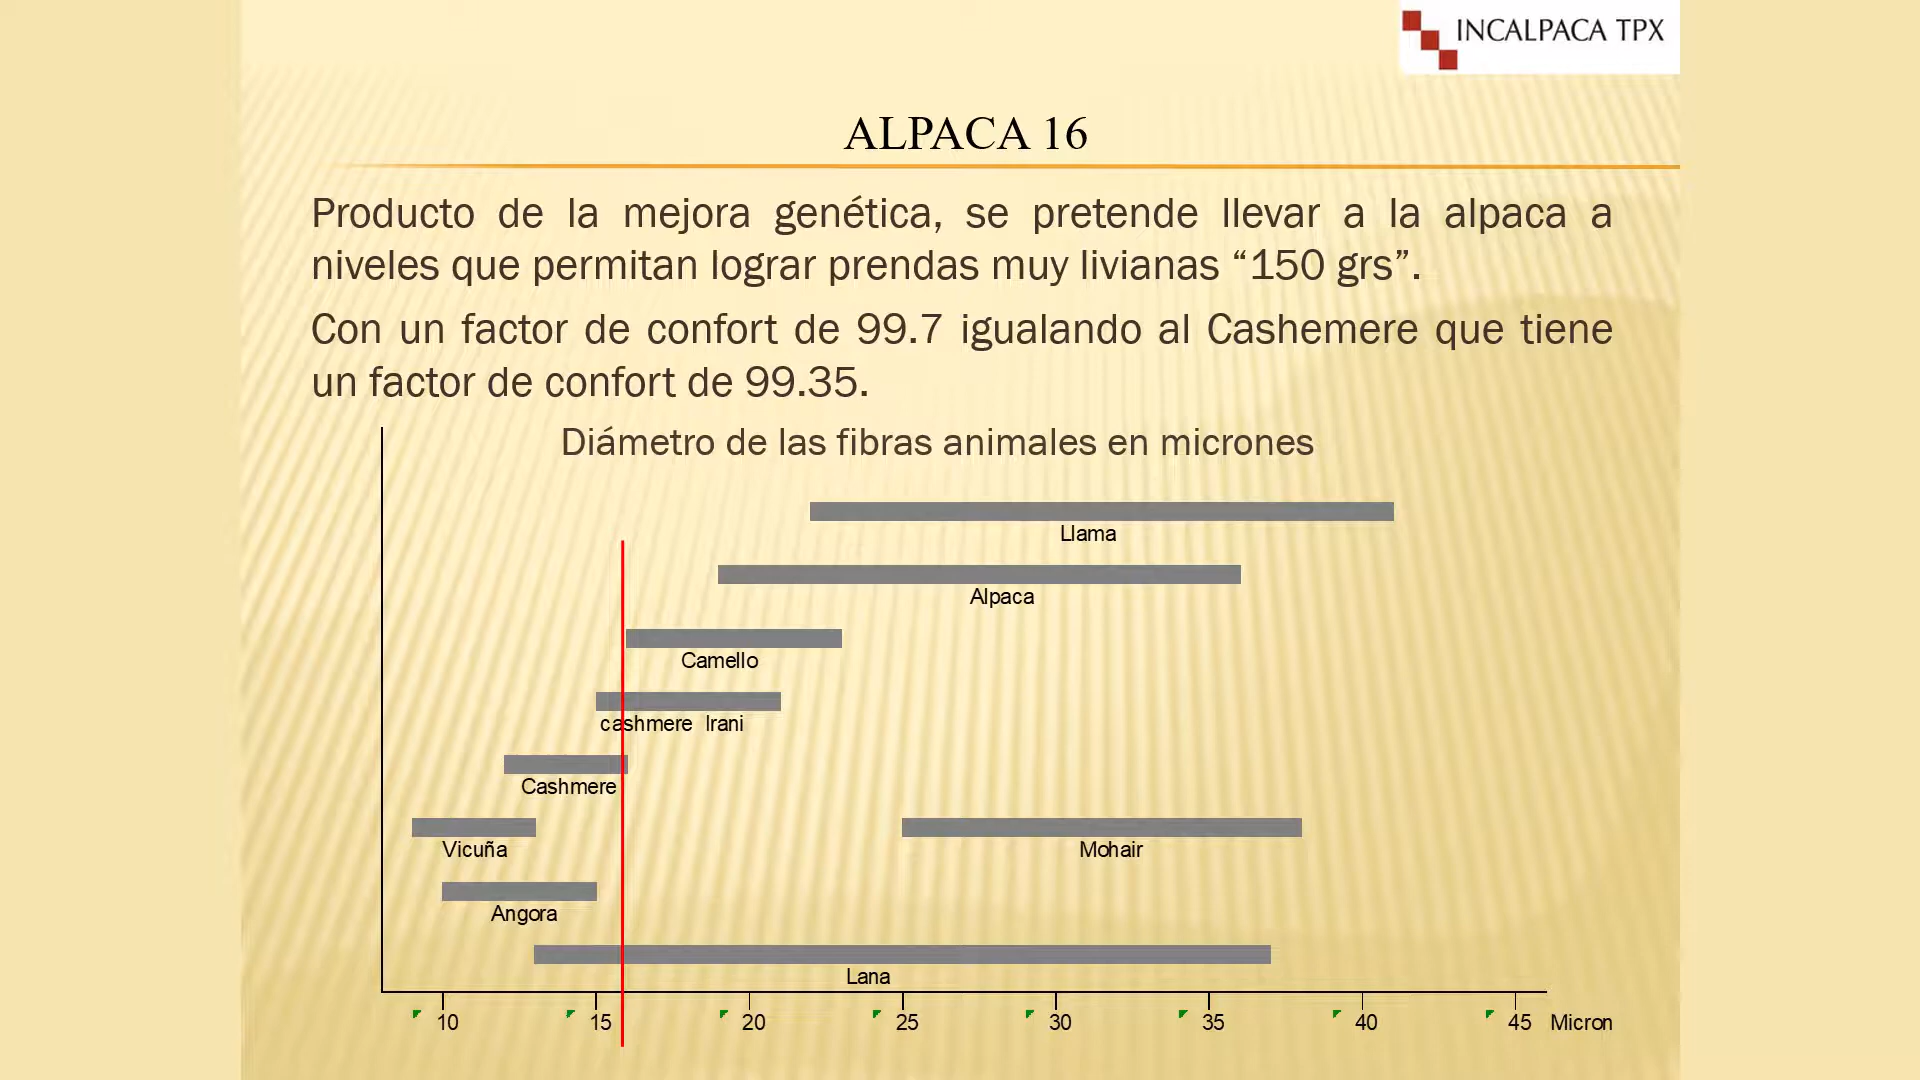 INCALPACA TPX
ALPACA 16
Producto de la mejora genética, se pretende llevar a la alpaca a
niveles que permitan lograr prendas muy livianas “150 grs”.
Con un factor de confort de 99.7 igualando al Cashemere que tiene
un factor de confort de 99.35.
Diámetro de las fibras animales en micrones
Llama
Alpaca
Camello
cashmere Irani
Cashmere
Vicuña
Mohair
Angora
Lana
10 15 20 25 30 35 40 45 Micron